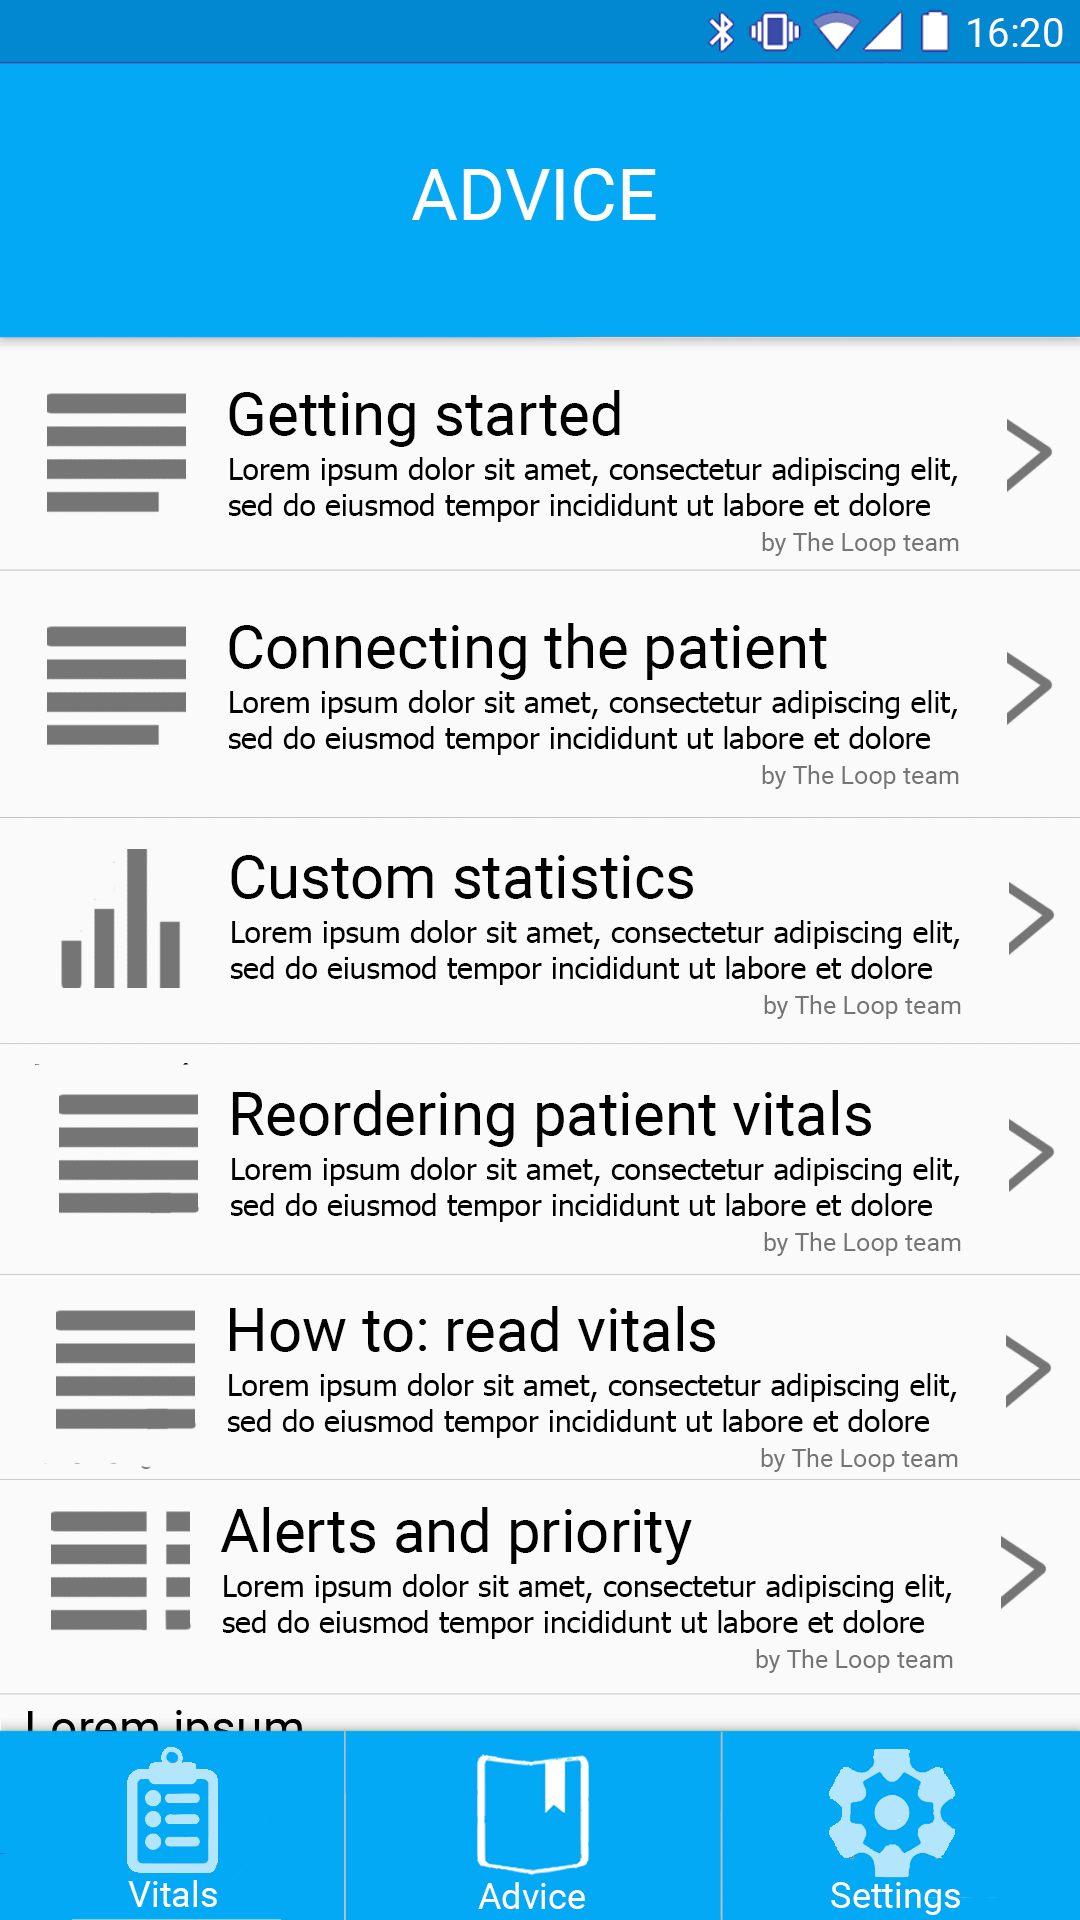 16:20
ADVICE
Getting started
Lorem ipsum dolor sit amet, consectetur adipiscing elit,
sed do eiusmod tempor incididunt ut labore et dolore
by The Loop team
Connecting the patient
Lorem ipsum dolor sit amet, consectetur adipiscing elit,
sed do eiusmod tempor incididunt ut labore et dolore
by The Loop team
Custom statistics
Lorem ipsum dolor sit amet, consectetur adipiscing elit,
sed do eiusmod tempor incididunt ut labore et dolore
by The Loop team
Reordering patient vitals
Lorem ipsum dolor sit amet, consectetur adipiscing elit,
sed do eiusmod tempor incididunt ut labore et dolore
by The Loop team
How to: read vitals
Lorem ipsum dolor sit amet, consectetur adipiscing elit,
sed do eiusmod tempor incididunt ut labore et dolore
by The Loop team
Alerts and priority
Lorem ipsum dolor sit amet, consectetur adipiscing elit,
sed do eiusmod tempor incididunt ut labore et dolore
by The Loop team
Lorem ipsum
Vitals
Advice
Settings